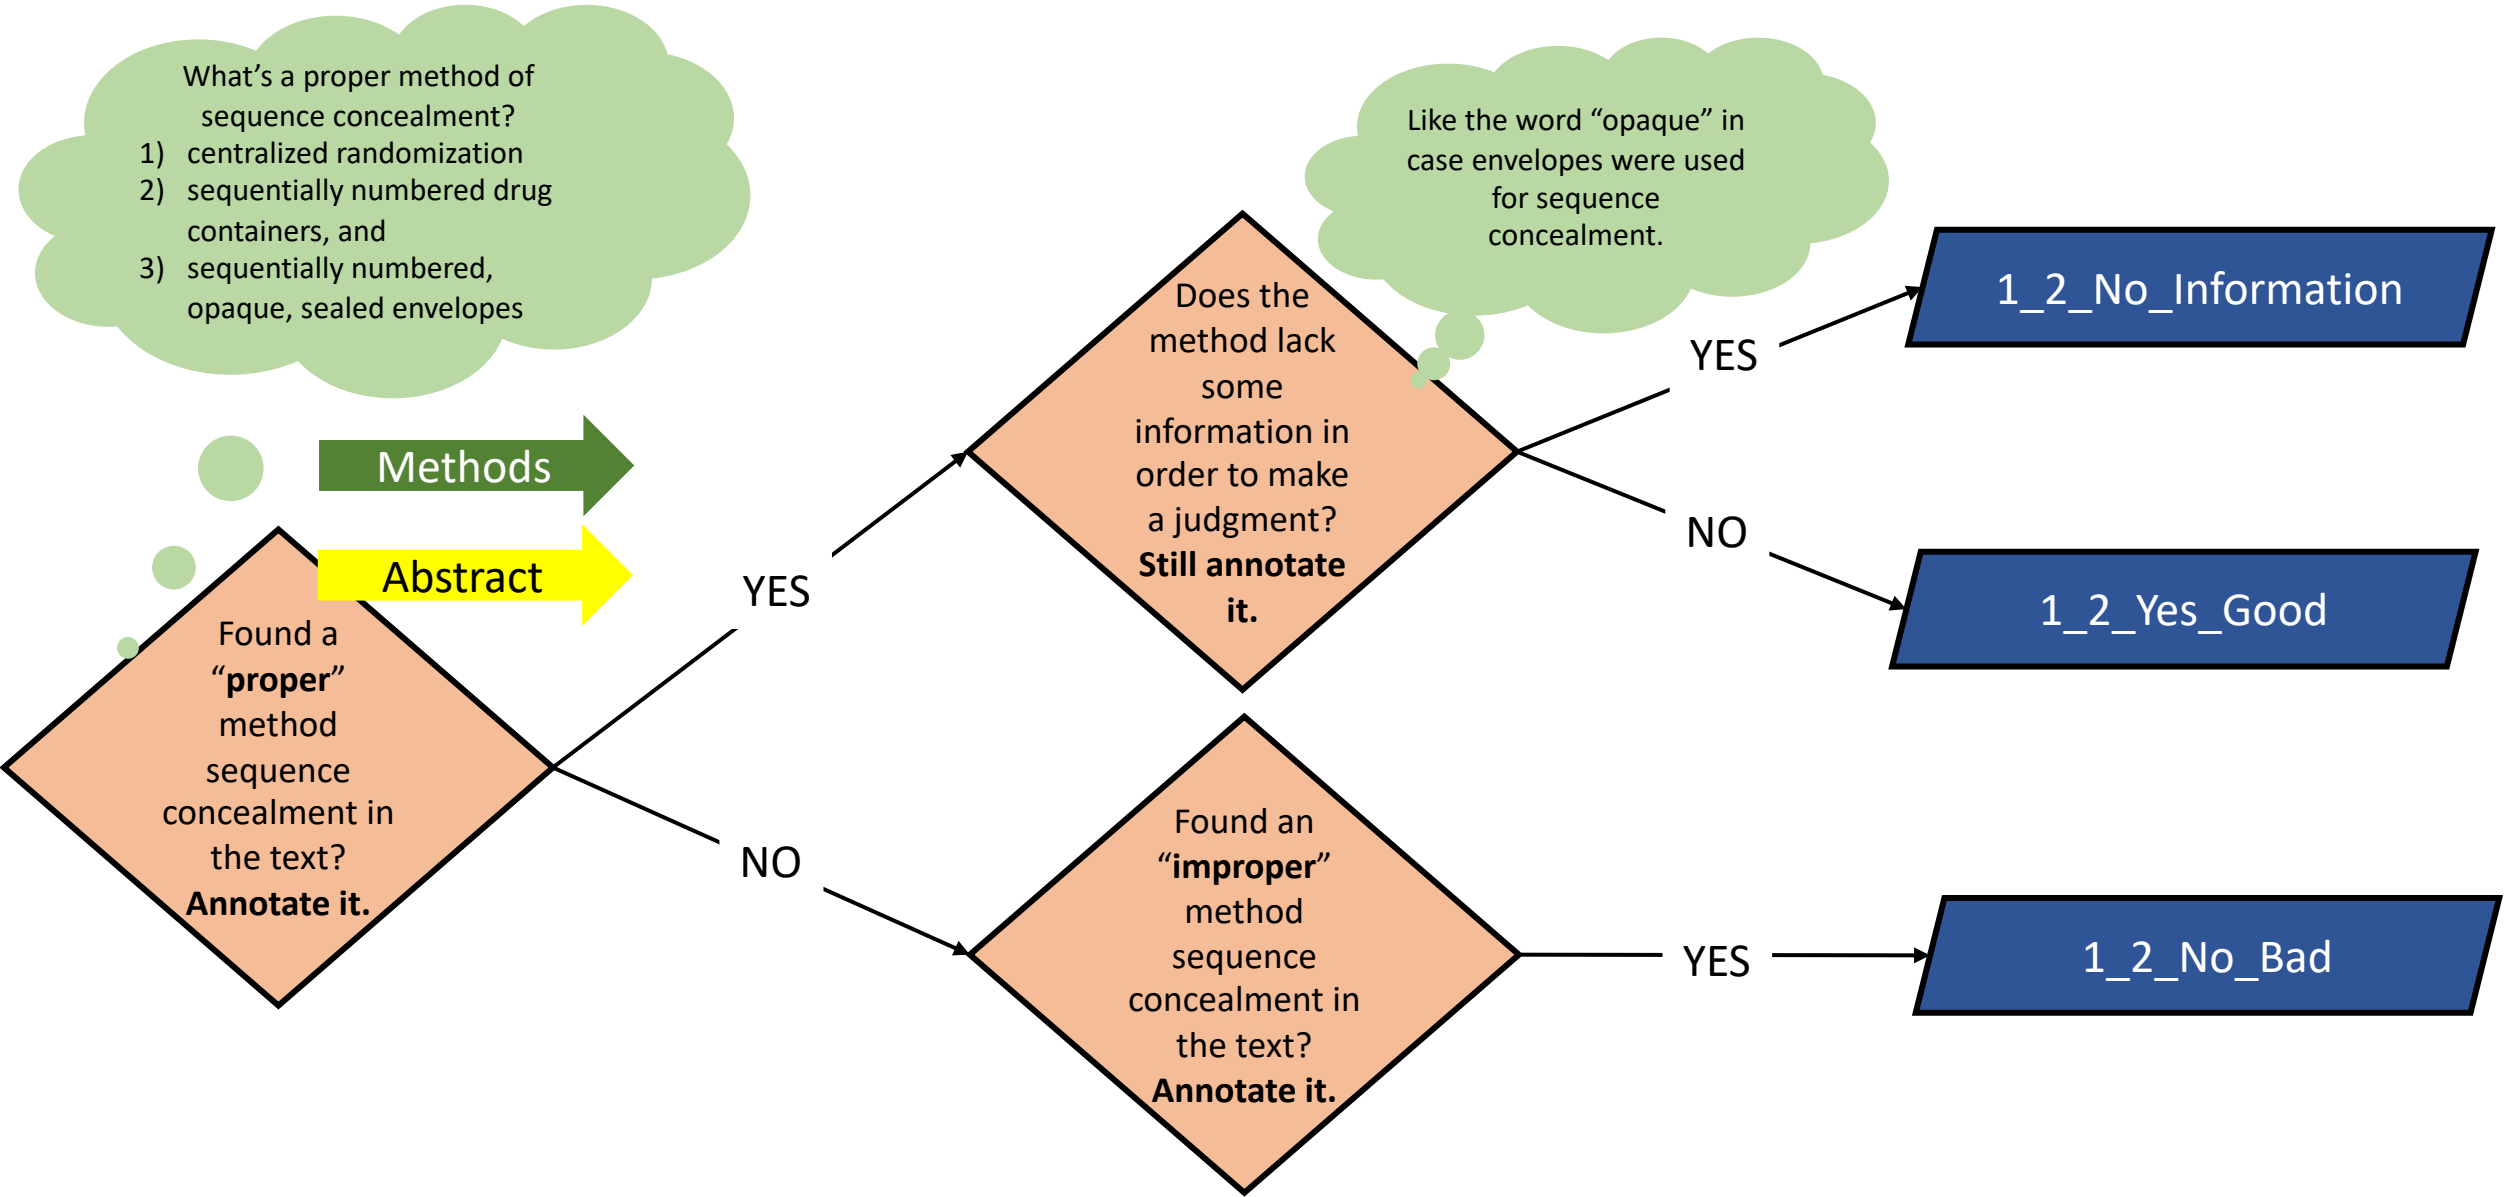 What’s a proper method of
sequence concealment?
1) centralized randomization
2) sequentially numbered drug
containers, and
3) sequentially numbered,
opaque, sealed envelopes
Methods
Abstract
Found a
“proper”
method
sequence
concealment in
the text?
Annotate it.
YES
NO
Like the word “opaque” in
case envelopes were used
for sequence
concealment.
Does the
method lack
some
information in
order to make
a judgment?
Still annotate
it.
Found an
“improper”
method
sequence
concealment in
the text?
Annotate it.
YES
NO
YES
1_2_No_Information
1_2_Yes_Good
1_2_No_Bad